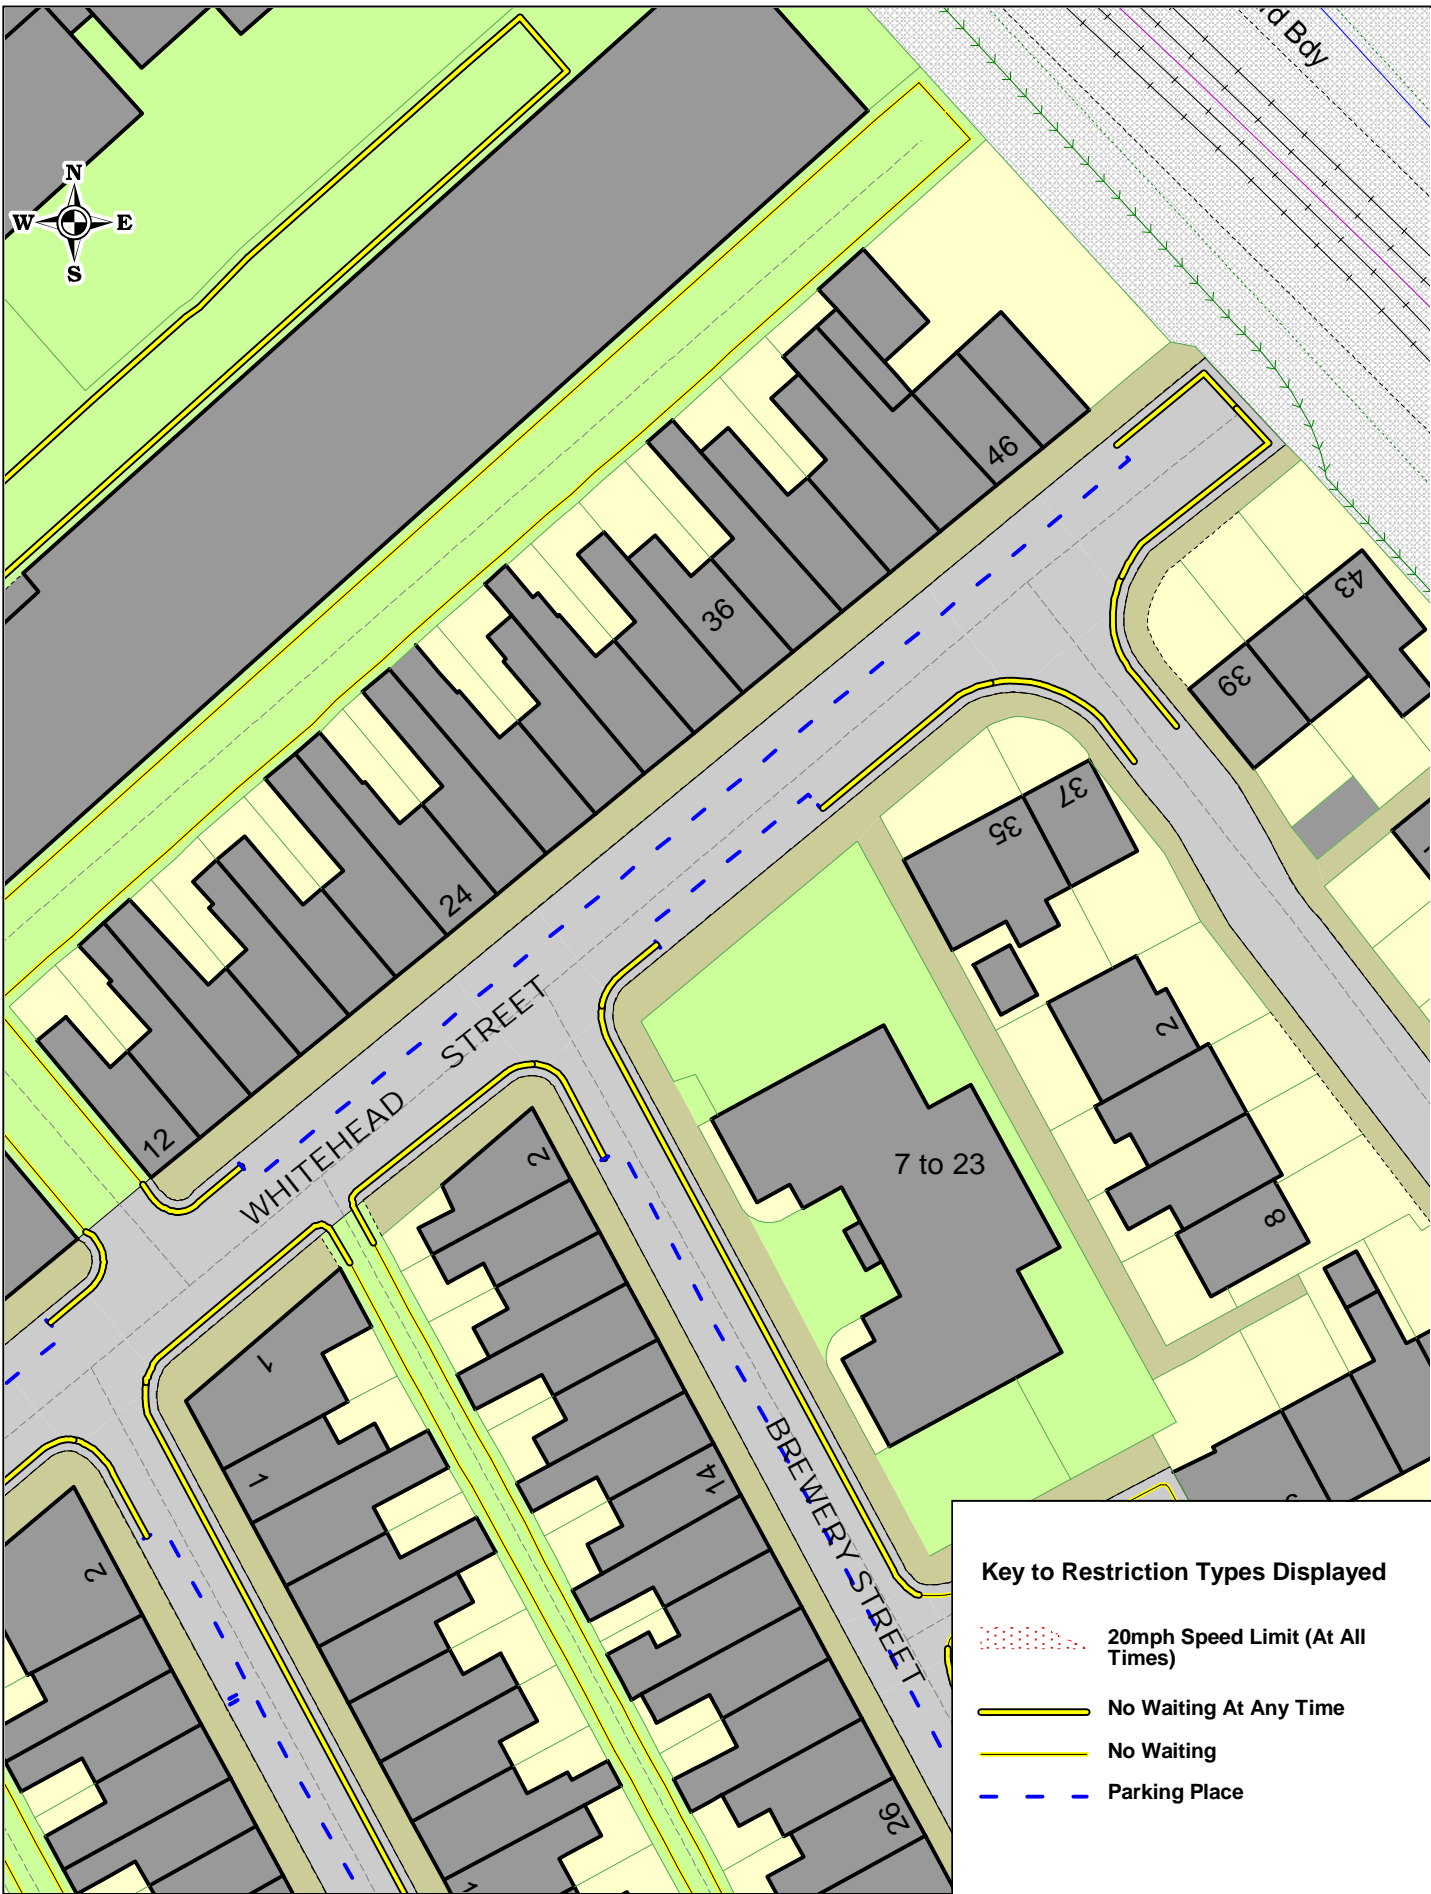 rd Bdy
N
W E
S
46
43
36
39
37
35
24
STREET
2
12
WHITEHEAD
2
7 to 23
8
1
1
14
BREWERY STREET
2
26
1
Key to Restriction Types Displayed
20mph Speed Limit (At All
Times)
No Waiting At Any Time
No Waiting
Parking Place